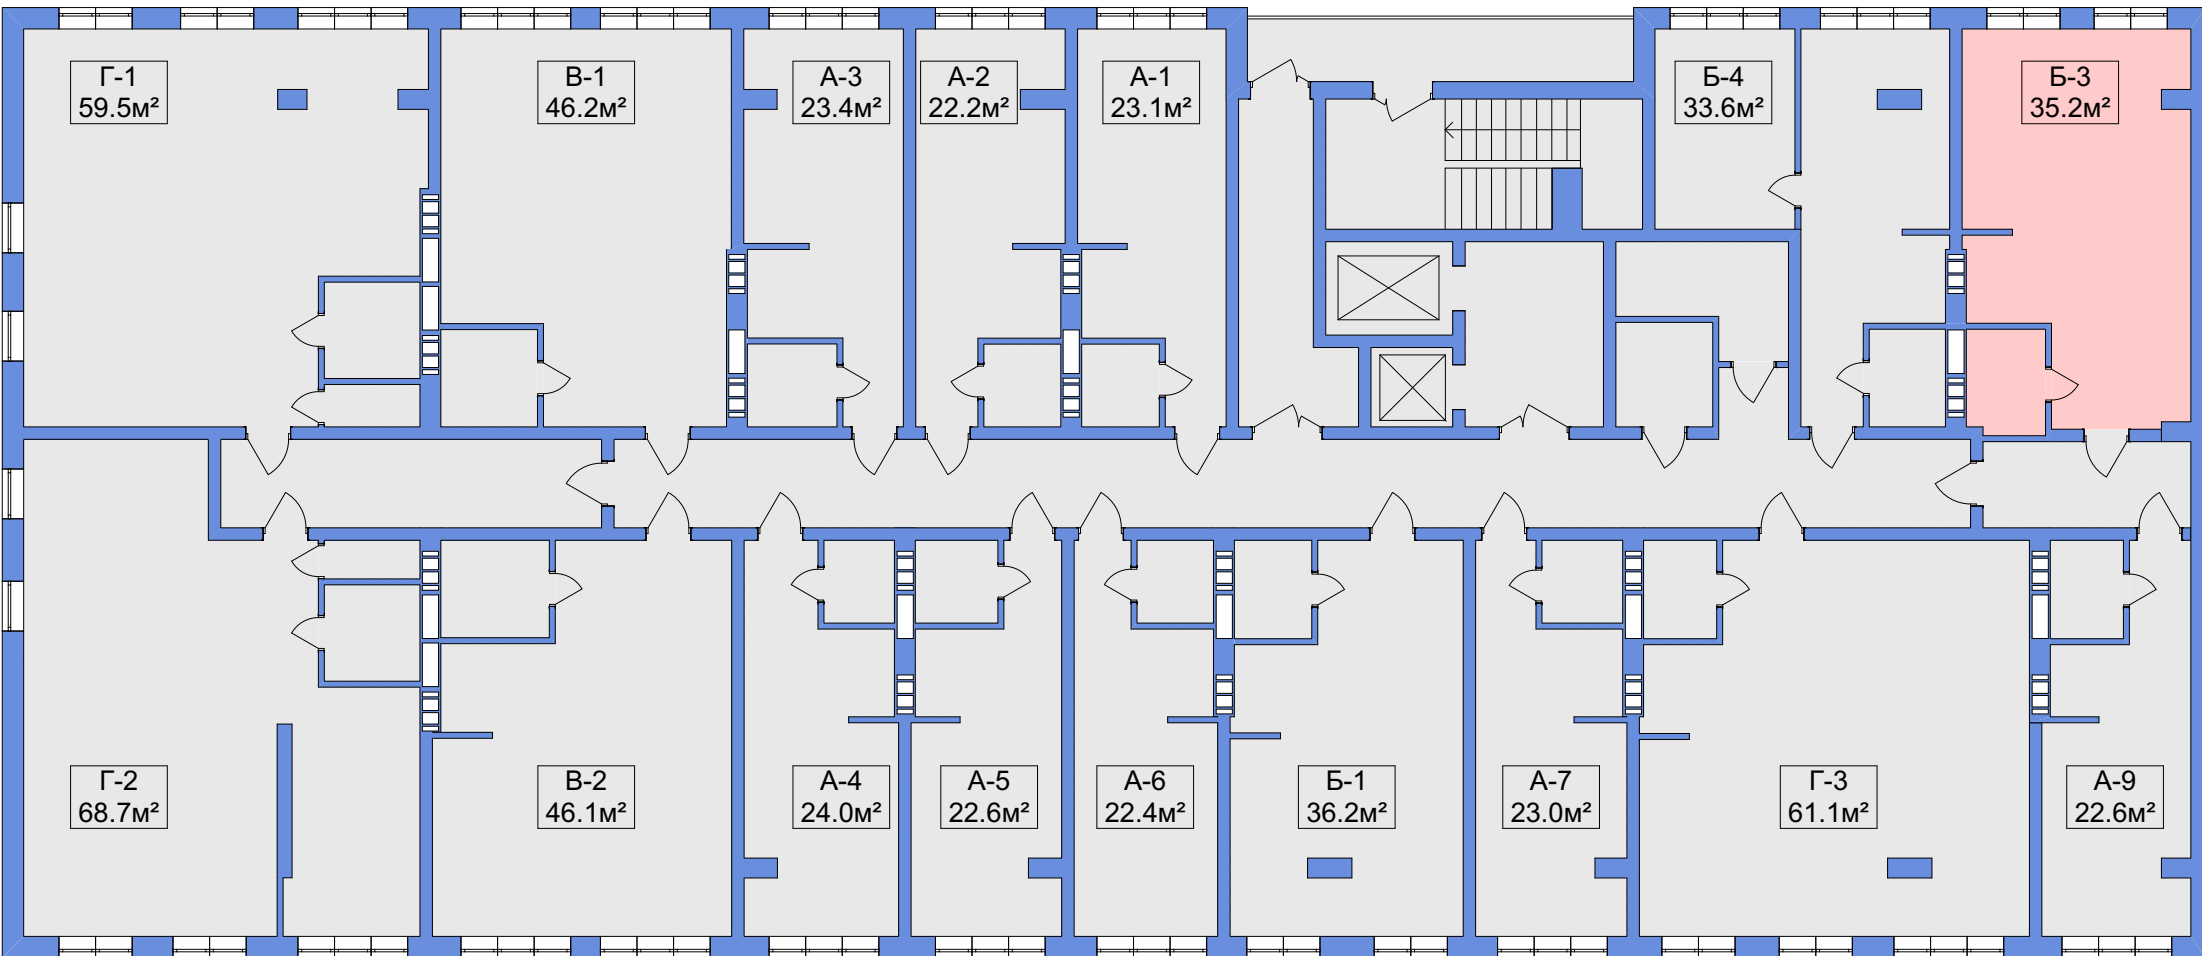 Г-1
59.5м²
В-1
46.2м²
А-3
23.4м²
А-2
22.2м²
А-1
23.1м²
Б-4
33.6м²
Б-3
35.2м²
Г-2
68.7м²
В-2
46.1м²
А-4
24.0м²
А-5
22.6м²
А-6
22.4м²
Б-1
36.2м²
А-7
23.0м²
Г-3
61.1м²
А-9
22.6м²